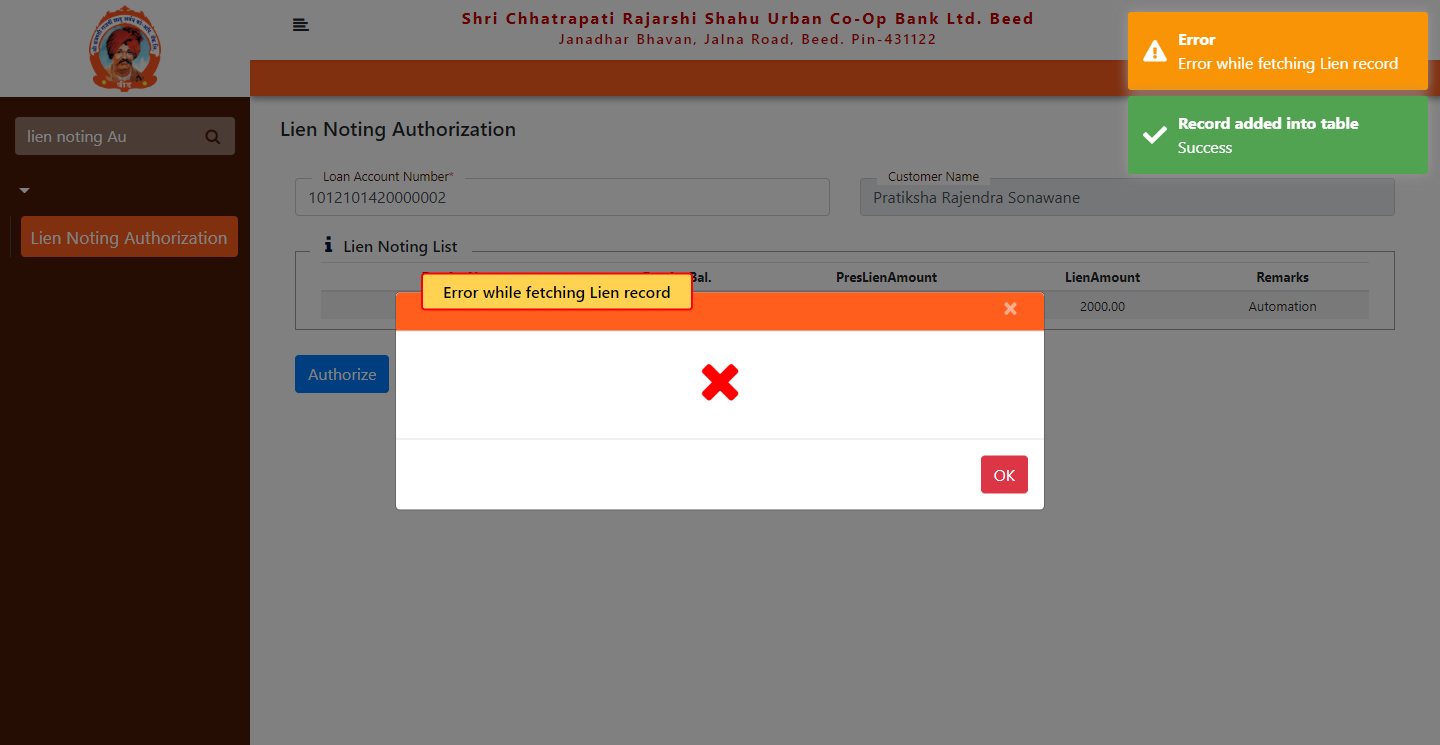 Shri Chhatrapati Rajarshi Shahu Urban Co-Op Bank Ltd. Beed
Janadhar Bhavan, Jalna Road, Beed. Pin-431122
Error
Error while fetching Lien record
Record added into table
Success
lien noting Au
Lien Noting Authorization
Lien Noting Authorization
Loan Account Number*
1012101420000002
Customer Name
Pratiksha Rajendra Sonawane
Lien Noting List
Bal. PresLienAmount LienAmount Remarks
2000.00 Automation
Error while fetching Lien record
×
Authorize
OK